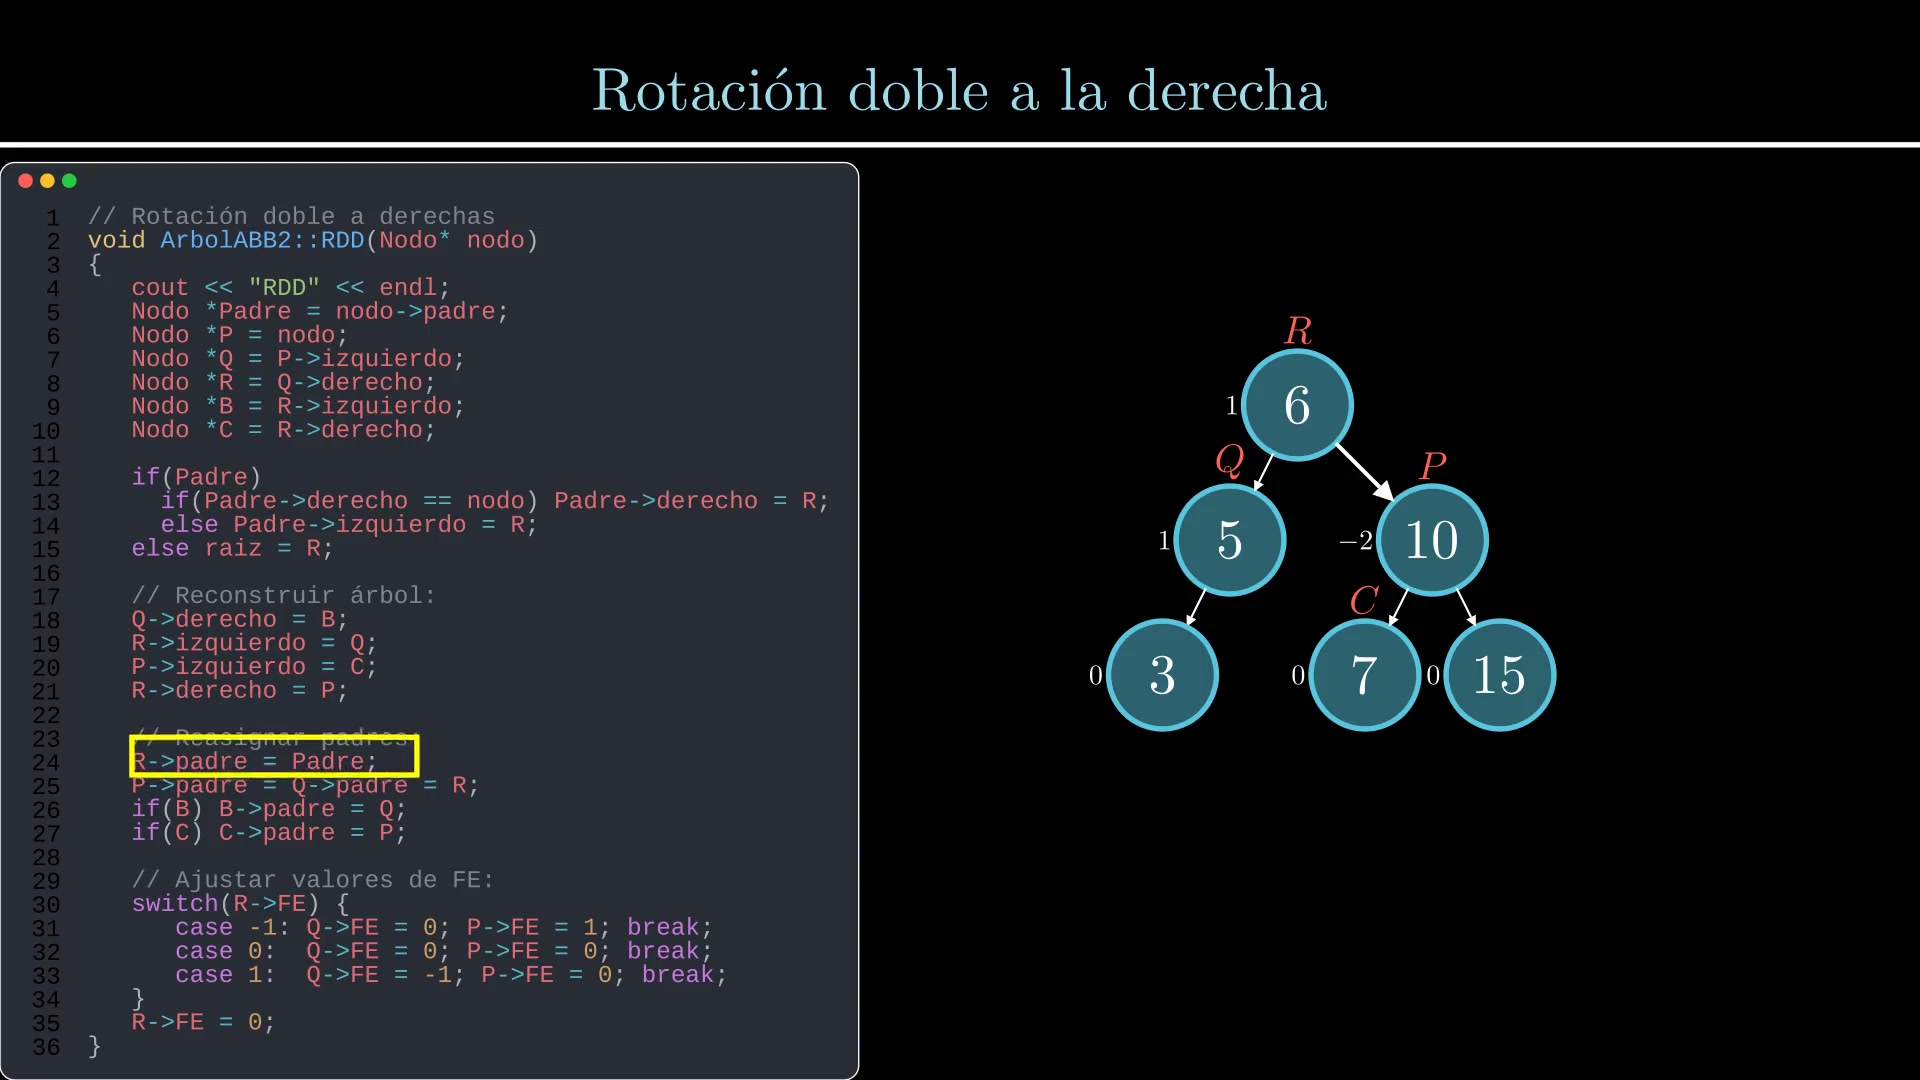 Rotación doble a la derecha
1 // Rotación doble a derechas
2 void ArbolABB2::RDD(Nodo* nodo)
3 {
4 cout << "RDD" << endl;
5 Nodo *Padre = nodo->padre;
6 Nodo *P = nodo;
7 Nodo *Q = P->izquierdo;
8 Nodo *R = Q->derecho;
9 Nodo *B = R->izquierdo;
10 Nodo *C = R->derecho;
11
12 if(Padre)
13 if(Padre->derecho == nodo) Padre->derecho = R;
14 else Padre->izquierdo = R;
15 else raiz = R;
16
17 // Reconstruir árbol:
18 Q->derecho = B;
19 R->izquierdo = Q;
20 P->izquierdo = C;
21 R->derecho = P;
22
23 // Reasignar padres:
24 R->padre = Padre;
25 P->padre = Q->padre = R;
26 if(B) B->padre = Q;
27 if(C) C->padre = P;
28
29 // Ajustar valores de FE:
30 switch(R->FE) {
31 case -1: Q->FE = 0; P->FE = 1; break;
32 case 0: Q->FE = 0; P->FE = 0; break;
33 case 1: Q->FE = -1; P->FE = 0; break;
34 }
35 R->FE = 0;
36 }
R
1 6
Q P
1 5 −2 10
C
0 3 0 7 0 15